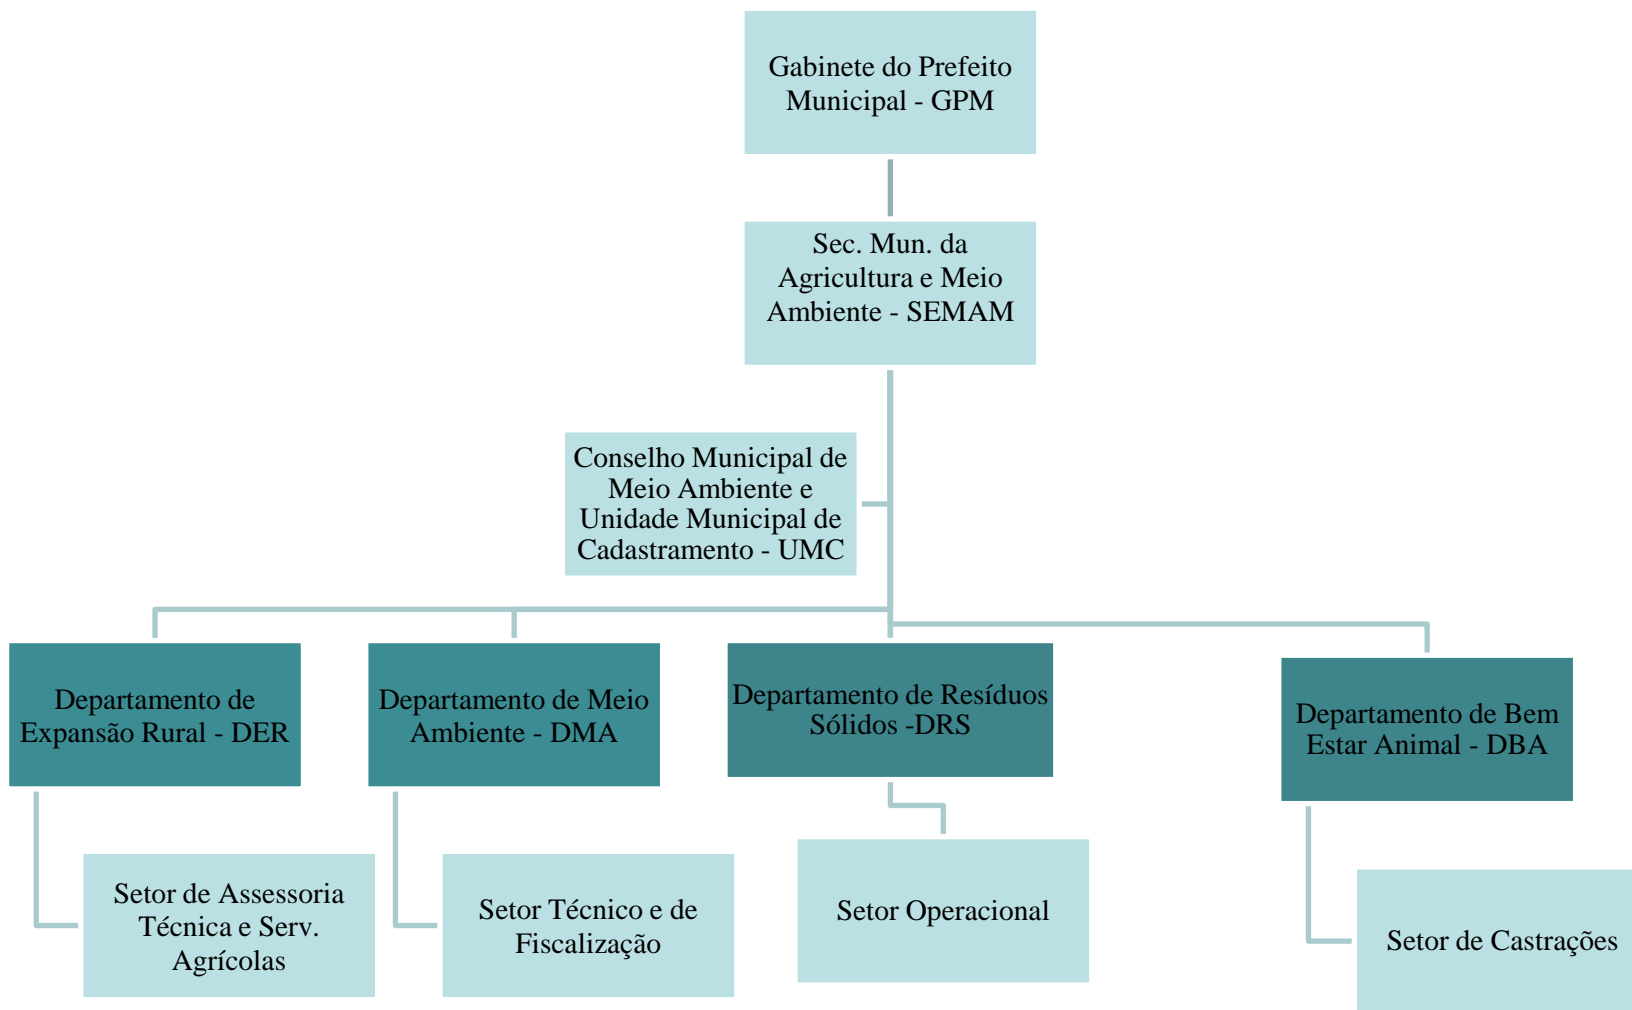 Gabinete do Prefeito
Municipal - GPM
Sec. Mun. da
Agricultura e Meio
Ambiente - SEMAM
Conselho Municipal de
Meio Ambiente e
Unidade Municipal de
Cadastramento - UMC
Departamento de
Expansão Rural - DER
Departamento de Meio
Ambiente - DMA
Departamento de Resíduos
Sólidos -DRS
Departamento de Bem
Estar Animal - DBA
Setor de Assessoria
Técnica e Serv.
Agrícolas
Setor Técnico e de
Fiscalização
Setor Operacional
Setor de Castrações